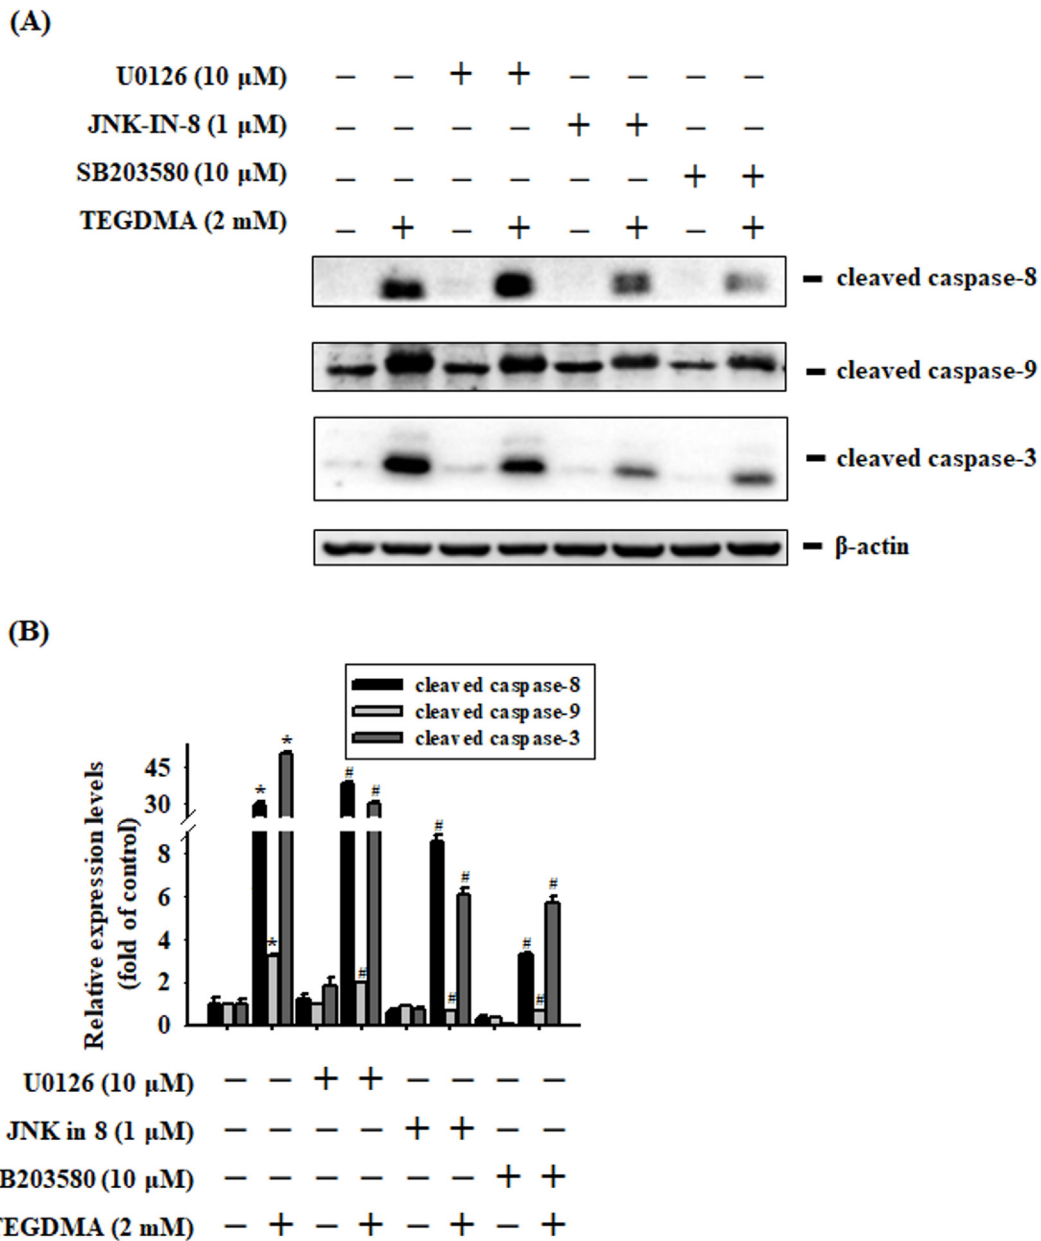 (A)
U0126 (10 μM) – – + + – – – –
JNK-IN-8 (1 μM) – – – – + + – –
SB203580 (10 μM) – – – – – – + +
TEGDMA (2 mM) – + – + – + – +
– cleaved caspase-8
– cleaved caspase-9
– cleaved caspase-3
– β-actin
(B)
cleaved caspase-8
cleaved caspase-9
cleaved caspase-3
Relative expression levels
(fold of control)
45
30
8
6
4
2
0
* * *
# # #
# # #
# # #
U0126 (10 μM) – – + + – – – –
JNK in 8 (1 μM) – – – – + + – –
B203580 (10 μM) – – – – – – + +
TEGDMA (2 mM) – + – + – + – +